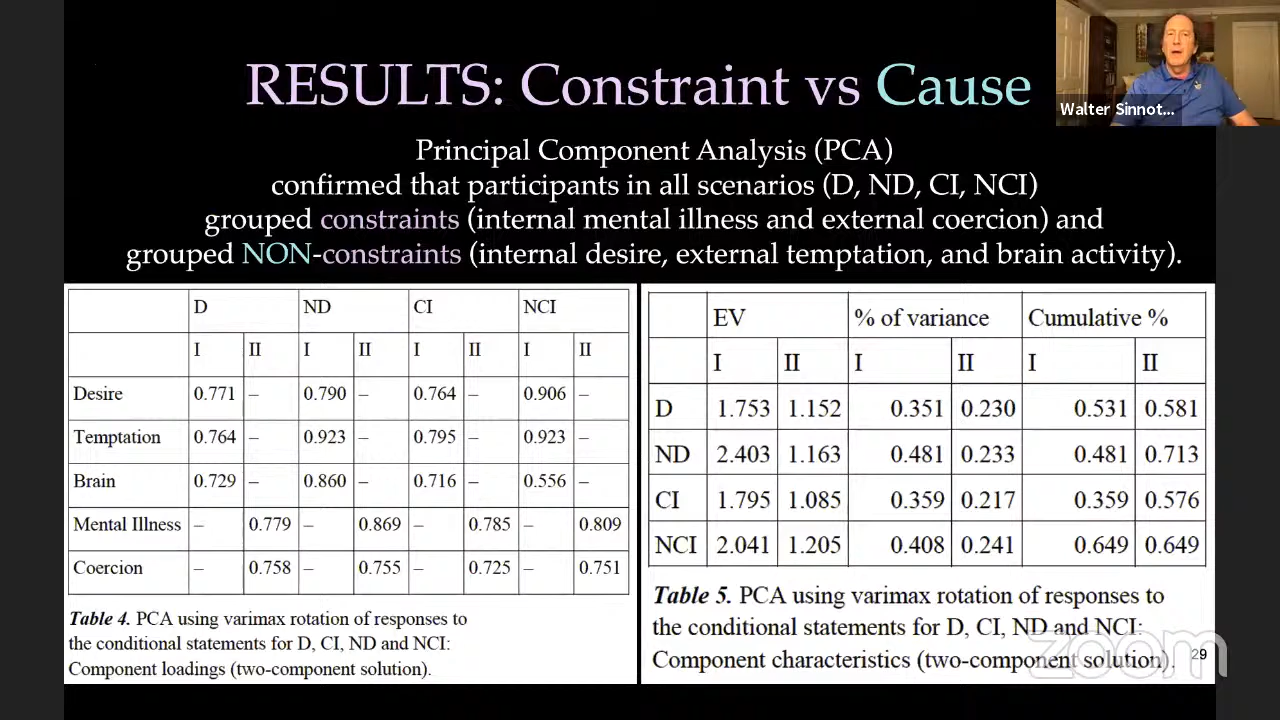 RESULTS: Constraint vs Cause
Walter Sinnot...
Principal Component Analysis (PCA)
confirmed that participants in all scenarios (D, ND, CI, NCI)
grouped constraints (internal mental illness and external coercion) and
grouped NON-constraints (internal desire, external temptation, and brain activity).
D ND CI NCI
I II I II I II I II
Desire 0.771 – 0.790 – 0.764 – 0.906 –
Temptation 0.764 – 0.923 – 0.795 – 0.923 –
Brain 0.729 – 0.860 – 0.716 – 0.556 –
Mental Illness – 0.779 – 0.869 – 0.785 – 0.809
Coercion – 0.758 – 0.755 – 0.725 – 0.751
Table 4. PCA using varimax rotation of responses to
the conditional statements for D, CI, ND and NCI:
Component loadings (two-component solution).
EV % of variance Cumulative %
I II I II I II
D 1.753 1.152 0.351 0.230 0.531 0.581
ND 2.403 1.163 0.481 0.233 0.481 0.713
CI 1.795 1.085 0.359 0.217 0.359 0.576
NCI 2.041 1.205 0.408 0.241 0.649 0.649
Table 5. PCA using varimax rotation of responses to
the conditional statements for D, CI, ND and NCI:
Component characteristics (two-component solution).
29
zoom